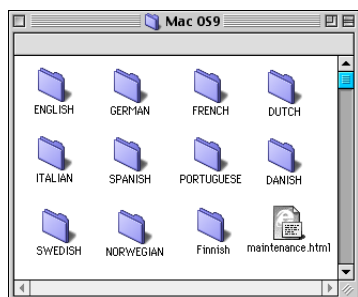 Mac OS9
ENGLISH GERMAN FRENCH DUTCH
ITALIAN SPANISH PORTUGUESE DANISH
SWEDISH NORWEGIAN Finnish maintenance.html